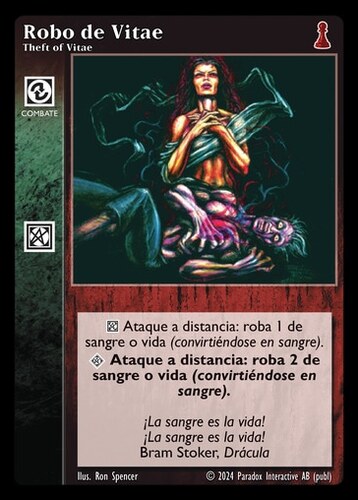 Robo de Vitae
Theft of Vitae
COMBATE
Ataque a distancia: roba 1 de
sangre o vida (convirtiéndose en sangre).
Ataque a distancia: roba 2 de
sangre o vida (convirtiéndose en
sangre).
¡La sangre es la vida!
¡La sangre es la vida!
Bram Stoker, Drácula
Illus. Ron Spencer
© 2024 Paradox Interactive AB (publ)